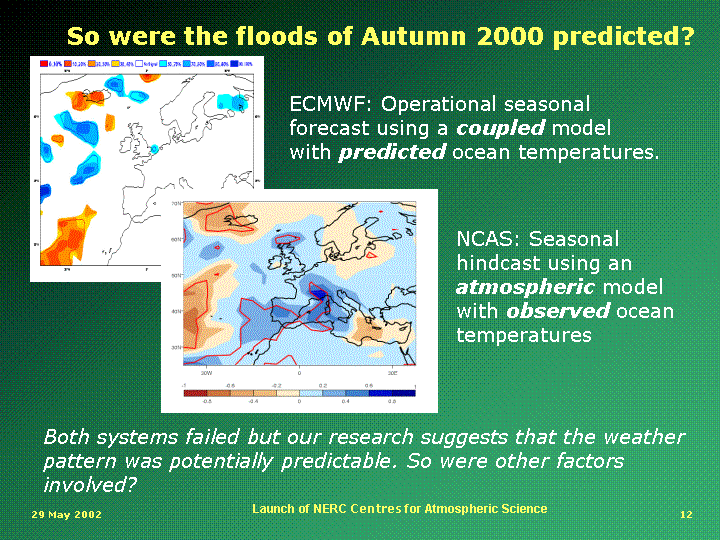 So were the floods of Autumn 2000 predicted?
ECMWF: Operational seasonal
forecast using a coupled model
with predicted ocean temperatures.
NCAS: Seasonal
hindcast using an
atmospheric model
with observed ocean
temperatures
70N
60N
50N
40N
30N
30W
0
30E
-1
-0.6
-0.2
0.2
0.6
1
-0.8
-0.4
0
0.4
0.8
Both systems failed but our research suggests that the weather
pattern was potentially predictable. So were other factors
involved?
29 May 2002
Launch of NERC Centres for Atmospheric Science
12